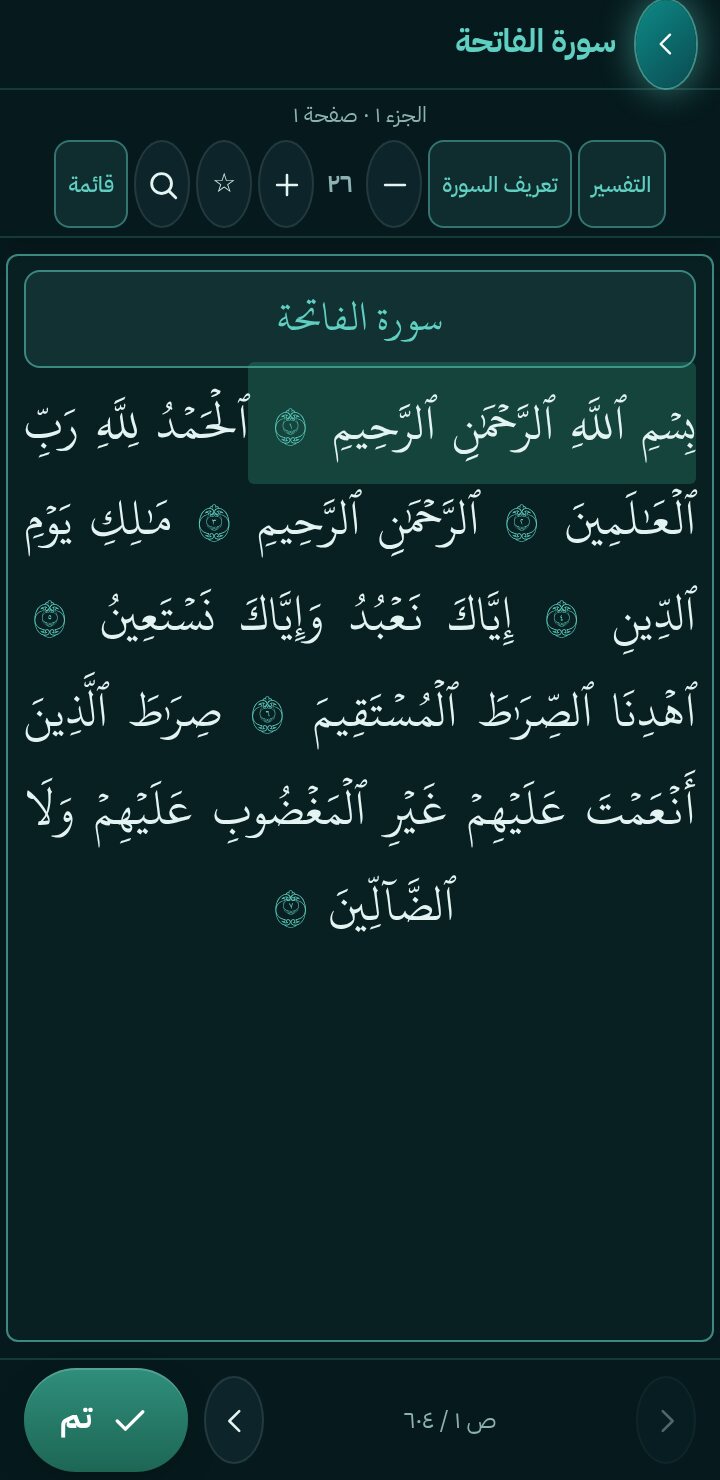 سورة الفاتحة
الجزء ١ · صفحة ١
التفسير تعريف السورة ٢٦ قائمة
سورة الفاتحة
بِسۡمِ ٱللَّهِ ٱلرَّحۡمَٰنِ ٱلرَّحِيمِ ١ ٱلۡحَمۡدُ لِلَّهِ رَبِّ
ٱلۡعَٰلَمِينَ ٢ ٱلرَّحۡمَٰنِ ٱلرَّحِيمِ ٣ مَٰلِكِ يَوۡمِ
ٱلدِّينِ ٤ إِيَّاكَ نَعۡبُدُ وَإِيَّاكَ نَسۡتَعِينُ ٥
ٱهۡدِنَا ٱلصِّرَٰطَ ٱلۡمُسۡتَقِيمَ ٦ صِرَٰطَ ٱلَّذِينَ
أَنۡعَمۡتَ عَلَيۡهِمۡ غَيۡرِ ٱلۡمَغۡضُوبِ عَلَيۡهِمۡ وَلَا
ٱلضَّآلِّينَ ٧
ص ١ / ٦٠٤
تم